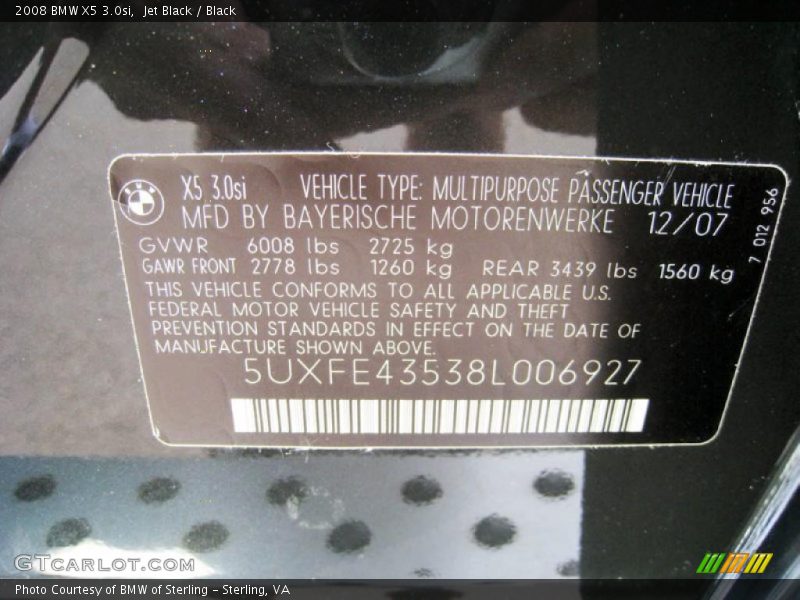 2008 BMW X5 3.0si, Jet Black / Black
X5 3.0si VEHICLE TYPE: MULTIPURPOSE PASSENGER VEHICLE
MFD BY BAYERISCHE MOTORENWERKE 12/07
GVWR 6008 lbs 2725 kg
GAWR FRONT 2778 lbs 1260 kg REAR 3439 lbs 1560 kg
THIS VEHICLE CONFORMS TO ALL APPLICABLE U.S.
FEDERAL MOTOR VEHICLE SAFETY AND THEFT
PREVENTION STANDARDS IN EFFECT ON THE DATE OF
MANUFACTURE SHOWN ABOVE.
5UXFE43538L006927
7 012 956
GTCARLOT.COM
Photo Courtesy of BMW of Sterling - Sterling, VA